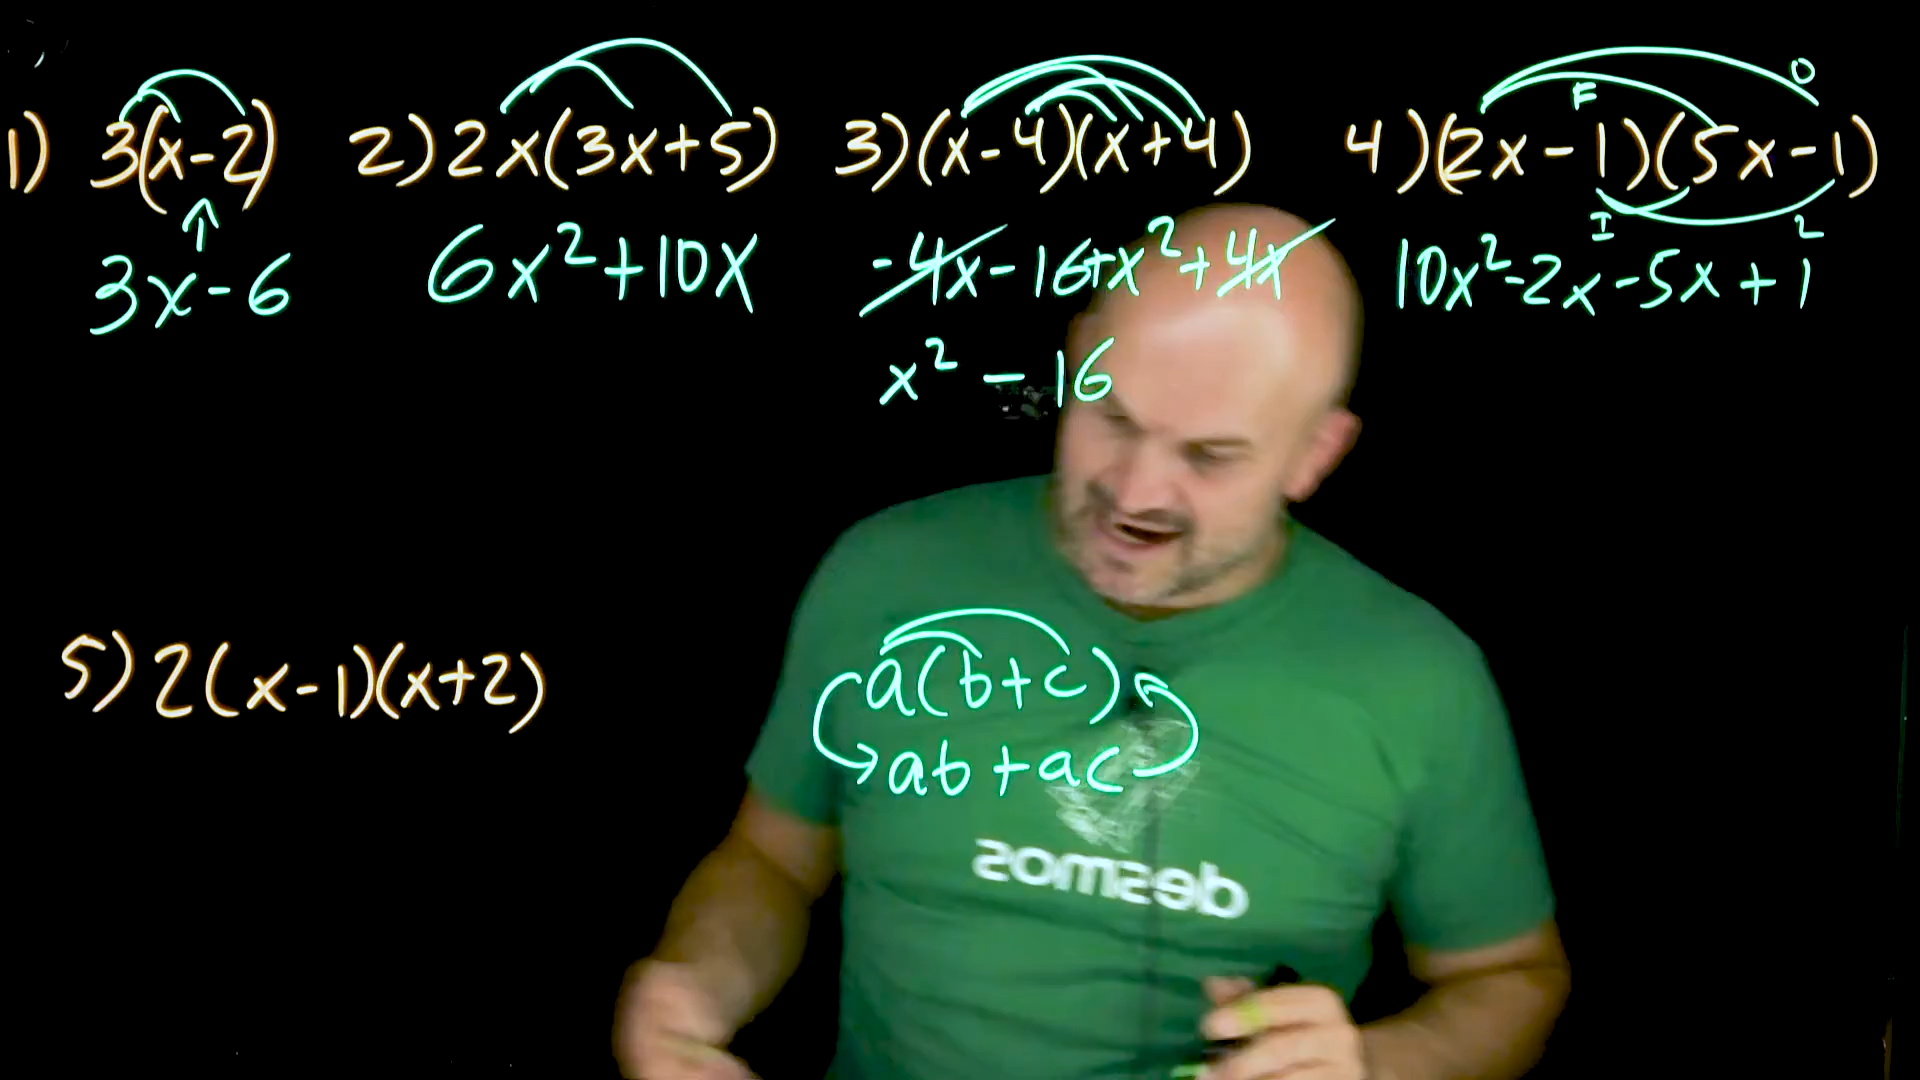 1) 3(x-2)
3x-6
2) 2x(3x+5)
6x²+10x
3) (x-4)(x+4)
-4x-16+x²+4x
x² - 16
4) (2x-1)(5x-1)
F O I L
10x²-2x-5x+1
5) 2(x-1)(x+2)
a(b+c)
ab+ac
desmos